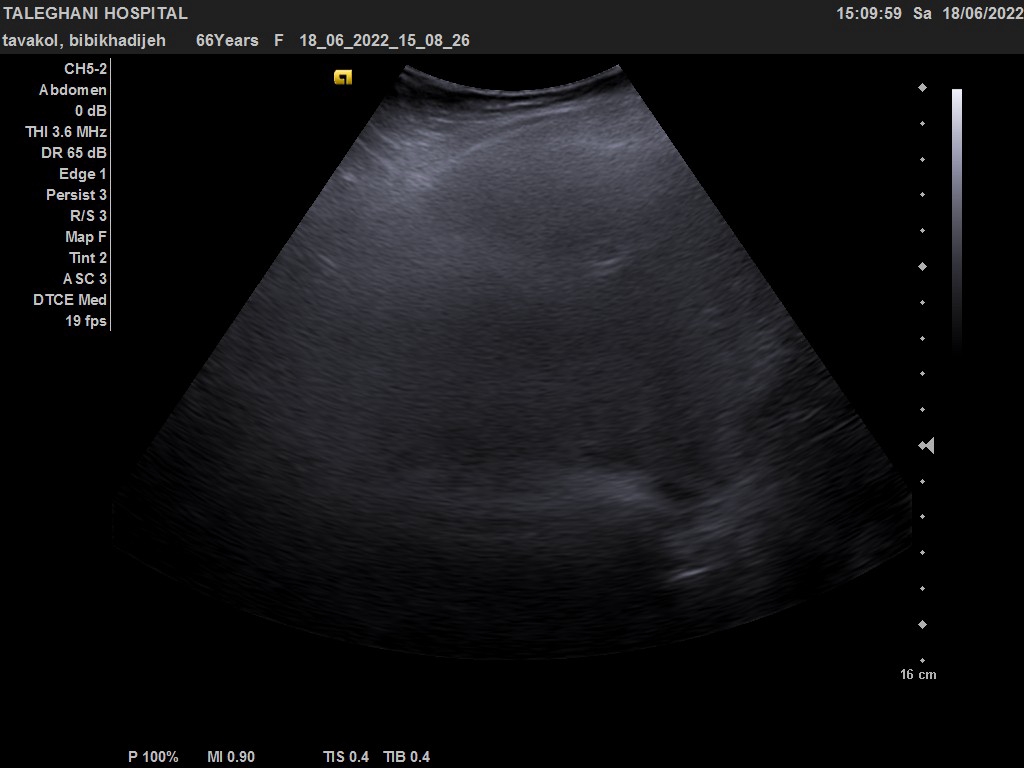 TALEGHANI HOSPITAL 15:09:59 Sa 18/06/2022
tavakol, bibikhadijeh 66Years F 18_06_2022_15_08_26
CH5-2
Abdomen
0 dB
THI 3.6 MHz
DR 65 dB
Edge 1
Persist 3
R/S 3
Map F
Tint 2
ASC 3
DTCE Med
19 fps
16 cm
P 100% MI 0.90 TIS 0.4 TIB 0.4